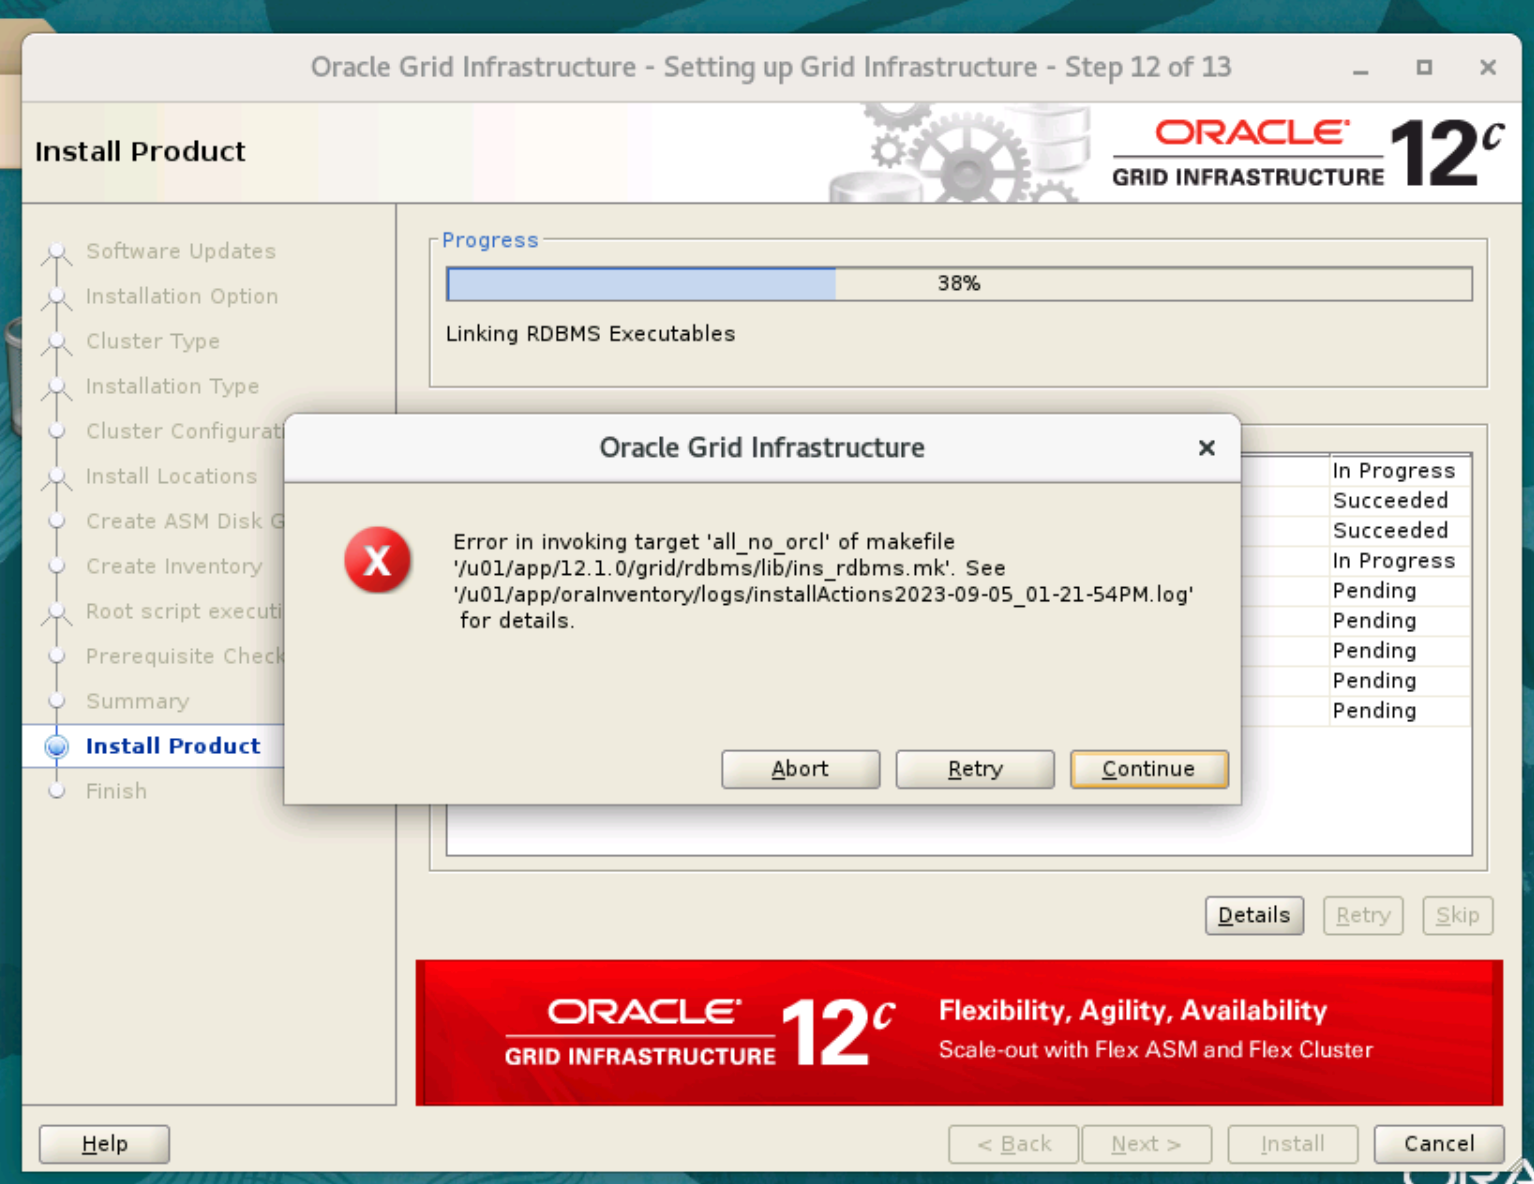 Oracle Grid Infrastructure - Setting up Grid Infrastructure - Step 12 of 13
Install Product
ORACLE
GRID INFRASTRUCTURE
12c
Software Updates
Installation Option
Cluster Type
Installation Type
Cluster Configurati
Install Locations
Create ASM Disk G
Create Inventory
Root script executi
Prerequisite Check
Summary
Install Product
Finish
Progress
38%
Linking RDBMS Executables
Oracle Grid Infrastructure
Error in invoking target 'all_no_orcl' of makefile
'/u01/app/12.1.0/grid/rdbms/lib/ins_rdbms.mk'. See
'/u01/app/oraInventory/logs/installActions2023-09-05_01-21-54PM.log'
for details.
Abort
Retry
Continue
In Progress
Succeeded
Succeeded
In Progress
Pending
Pending
Pending
Pending
Pending
Details
Retry
Skip
ORACLE
GRID INFRASTRUCTURE
12c
Flexibility, Agility, Availability
Scale-out with Flex ASM and Flex Cluster
Help
< Back
Next >
Install
Cancel